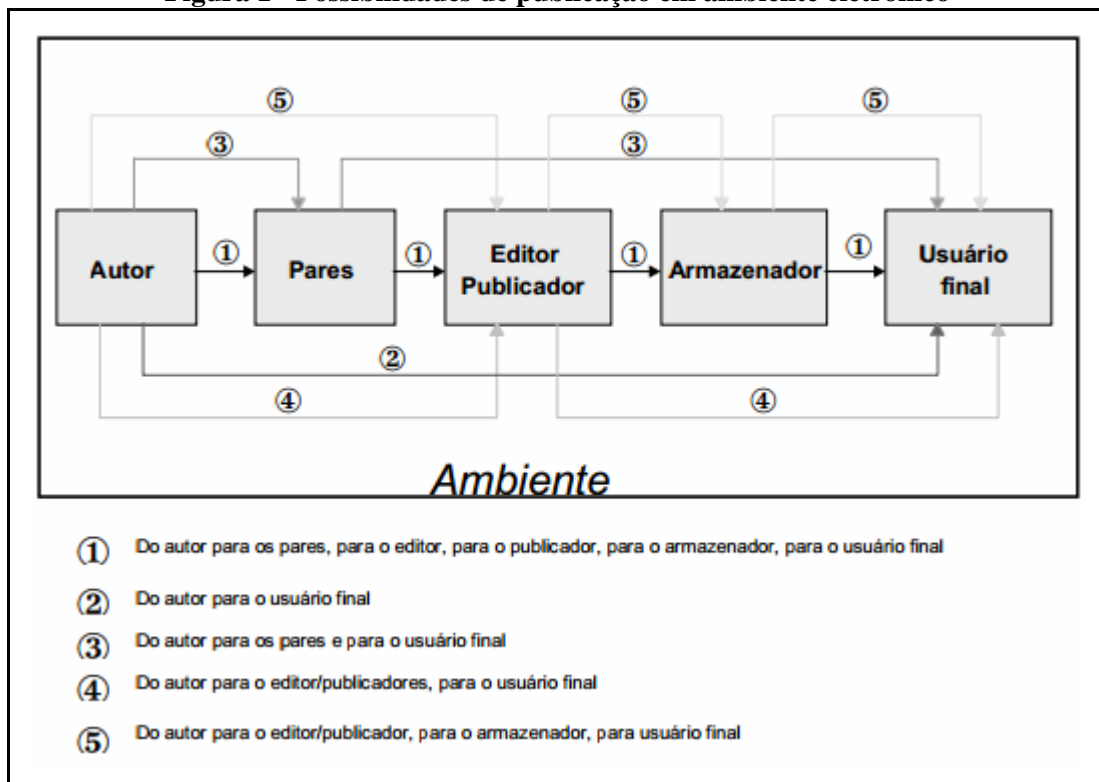 Figura 1 - Possibilidades de publicação em ambiente eletrônico
⑤ ⑤ ⑤
③ ③
Autor ① Pares ① Editor Publicador ① Armazenador ① Usuário final
②
④ ④
Ambiente
① Do autor para os pares, para o editor, para o publicador, para o armazenador, para o usuário final
② Do autor para o usuário final
③ Do autor para os pares e para o usuário final
④ Do autor para o editor/publicadores, para o usuário final
⑤ Do autor para o editor/publicador, para o armazenador, para usuário final